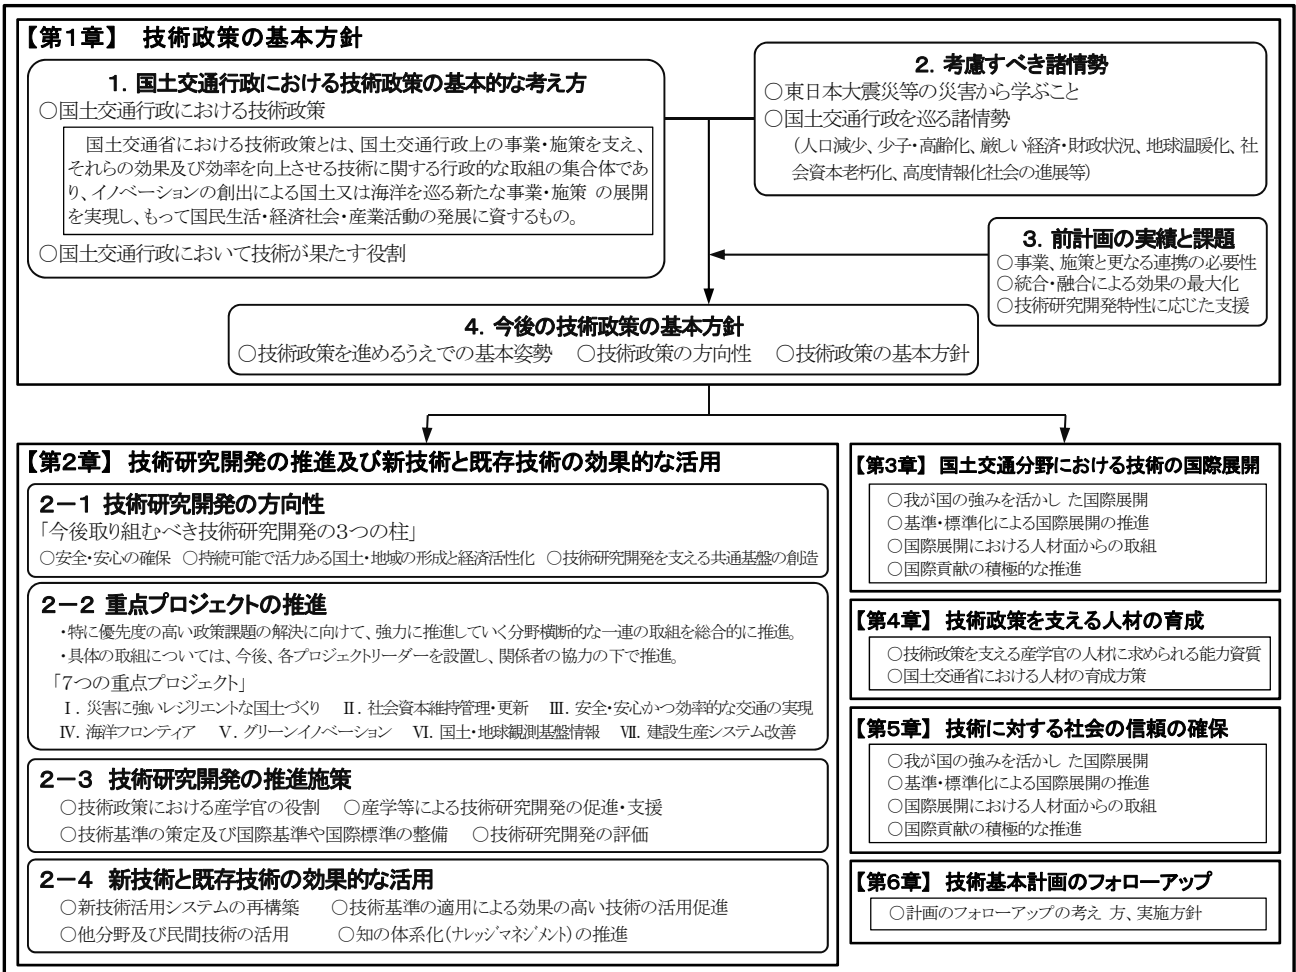 【第1章】 技術政策の基本方針
1．国土交通行政における技術政策の基本的な考え方
○国土交通行政における技術政策
国土交通省における技術政策とは、国土交通行政上の事業・施策を支え、
それらの効果及び効率を向上させる技術に関する行政的な取組の集合体であ
り、イノベーションの創出による国土又は海洋を巡る新たな事業・施策 の展開
を実現し、もって国民生活・経済社会・産業活動の発展に資するもの。
○国土交通行政において技術が果たす役割
2．考慮すべき諸情勢
○東日本大震災等の災害から学ぶこと
○国土交通行政を巡る諸情勢
（人口減少、少子・高齢化、厳しい経済・財政状況、地球温暖化、社
会資本老朽化、高度情報化社会の進展等）
3．前計画の実績と課題
○事業、施策と更なる連携の必要性
○統合・融合による効果の最大化
○技術研究開発特性に応じた支援
4．今後の技術政策の基本方針
○技術政策を進めるうえでの基本姿勢 ○技術政策の方向性 ○技術政策の基本方針
【第2章】 技術研究開発の推進及び新技術と既存技術の効果的な活用
2－1 技術研究開発の方向性
「今後取り組むべき技術研究開発の3つの柱」
○安全・安心の確保 ○持続可能で活力ある国土・地域の形成と経済活性化 ○技術研究開発を支える共通基盤の創造
2－2 重点プロジェクトの推進
・特に優先度の高い政策課題の解決に向けて、強力に推進していく分野横断的な一連の取組を総合的に推進。
・具体の取組については、今後、各プロジェクトリーダーを設置し、関係者の協力の下で推進。
「7つの重点プロジェクト」
Ⅰ．災害に強いレジリエントな国土づくり Ⅱ．社会資本維持管理・更新 Ⅲ．安全・安心かつ効率的な交通の実現
Ⅳ．海洋フロンティア Ⅴ．グリーンイノベーション Ⅵ．国土・地球観測基盤情報 Ⅶ．建設生産システム改善
2－3 技術研究開発の推進施策
○技術政策における産学官の役割 ○産学等による技術研究開発の促進・支援
○技術基準の策定及び国際基準や国際標準の整備 ○技術研究開発の評価
2－4 新技術と既存技術の効果的な活用
○新技術活用システムの再構築 ○技術基準の適用による効果の高い技術の活用促進
○他分野及び民間技術の活用 ○知の体系化（ﾅﾚｯｼﾞﾏﾈｼﾞﾒﾝﾄ）の推進
【第3章】 国土交通分野における技術の国際展開
○我が国の強みを活かし た国際展開
○基準・標準化による国際展開の推進
○国際展開における人材面からの取組
○国際貢献の積極的な推進
【第4章】 技術政策を支える人材の育成
○技術政策を支える産学官の人材に求められる能力資質
○国土交通省における人材の育成方策
【第5章】 技術に対する社会の信頼の確保
○我が国の強みを活かし た国際展開
○基準・標準化による国際展開の推進
○国際展開における人材面からの取組
○国際貢献の積極的な推進
【第6章】 技術基本計画のフォローアップ
○計画のフォローアップの考え 方、実施方針